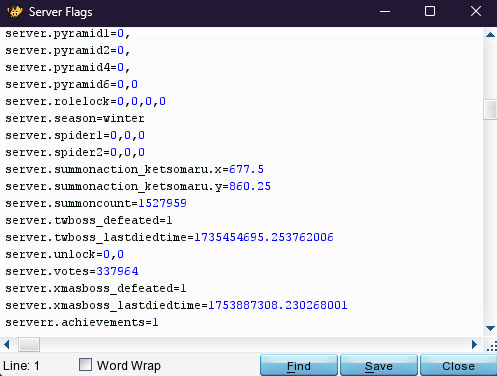 Server Flags
server.pyramid1=0,
server.pyramid2=0,
server.pyramid4=0,
server.pyramid6=0,0
server.rolelock=0,0,0,0
server.season=winter
server.spider1=0,0,0
server.spider2=0,0,0
server.summonaction_ketsomaru.x=677.5
server.summonaction_ketsomaru.y=860.25
server.summoncount=1527959
server.twboss_defeated=1
server.twboss_lastdiedtime=1735454695.253762006
server.unlock=0,0
server.votes=337964
server.xmasboss_defeated=1
server.xmasboss_lastdiedtime=1753887308.230268001
serverr.achievements=1
Line: 1 Word Wrap Find Save Close